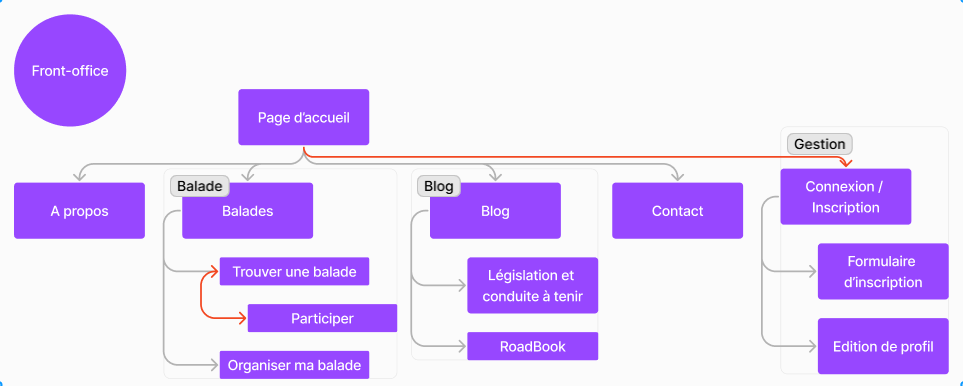 Front-office
Page d’accueil
Gestion
Balade
Blog
Connexion /
Inscription
A propos
Balades
Blog
Contact
Trouver une balade
Législation et
conduite à tenir
Formulaire
d’inscription
Participer
RoadBook
Edition de profil
Organiser ma balade